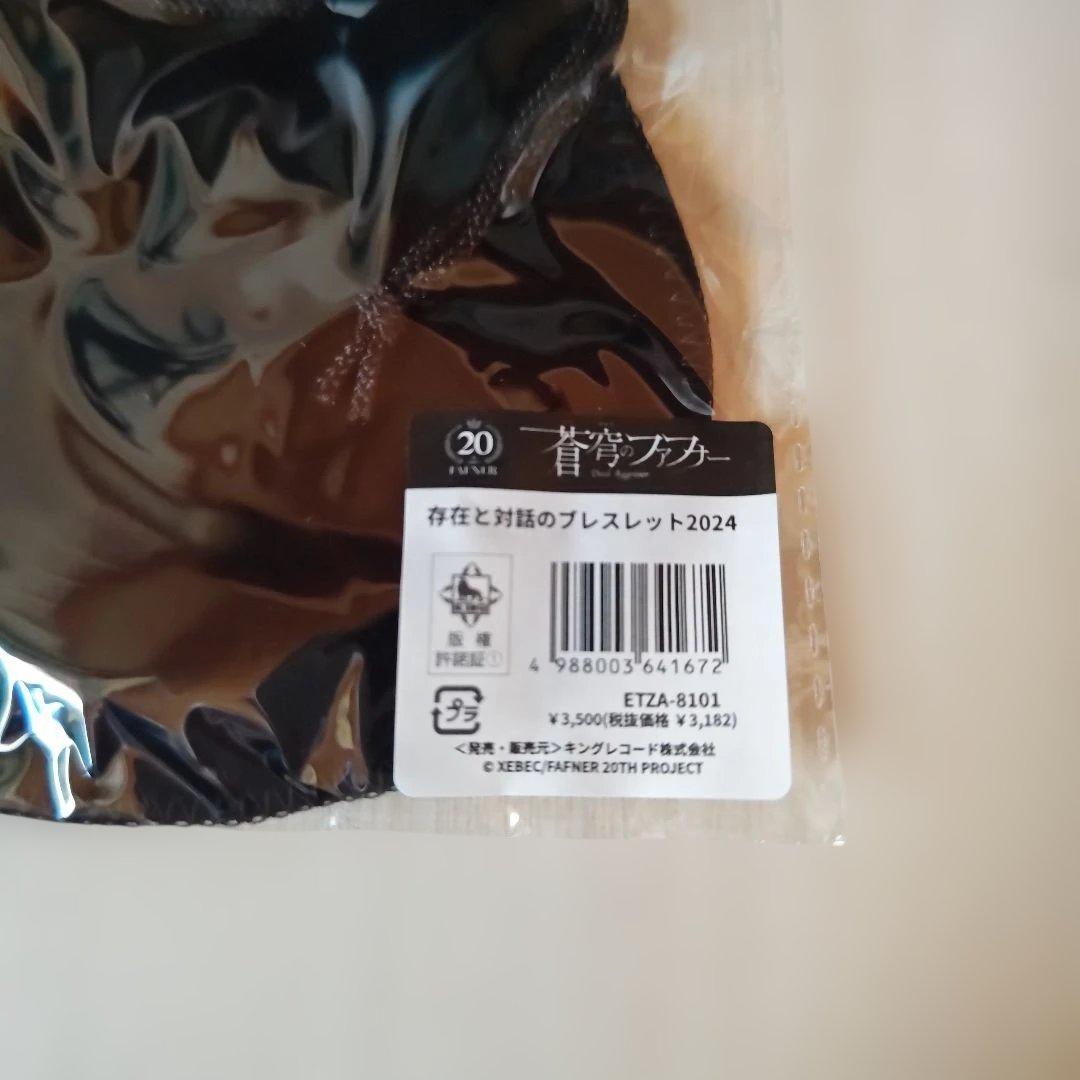 20
FAFNER
蒼穹のファフナー
存在と対話のブレスレット2024
版権
許諾証①
4 988003 641672
プラ
ETZA-8101
¥3,500(税抜価格 ¥3,182)
<発売・販売元>キングレコード株式会社
© XEBEC/FAFNER 20TH PROJECT